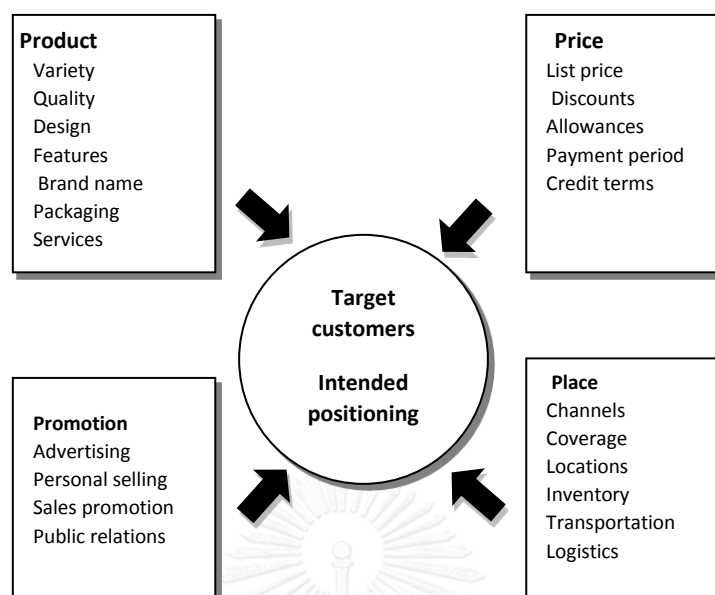 Product
Variety
Quality
Design
Features
Brand name
Packaging
Services
Price
List price
Discounts
Allowances
Payment period
Credit terms
Target
customers
Intended
positioning
Promotion
Advertising
Personal selling
Sales promotion
Public relations
Place
Channels
Coverage
Locations
Inventory
Transportation
Logistics